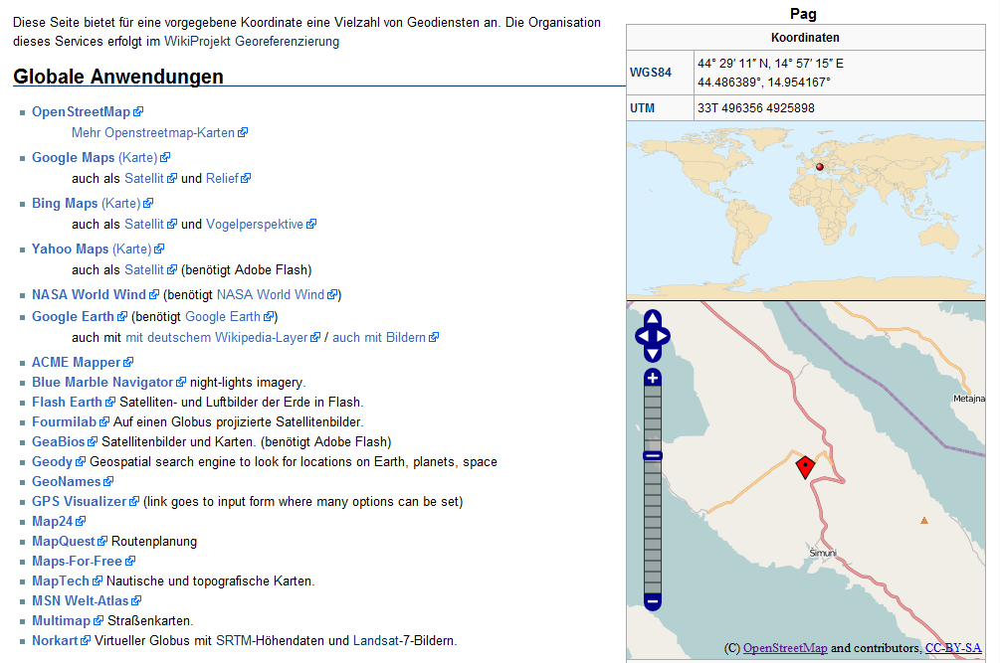 Diese Seite bietet für eine vorgegebene Koordinate eine Vielzahl von Geodiensten an. Die Organisation
dieses Services erfolgt im WikiProjekt Georeferenzierung
Globale Anwendungen
OpenStreetMap
Mehr Openstreetmap-Karten
Google Maps (Karte)
auch als Satellit und Relief
Bing Maps (Karte)
auch als Satellit und Vogelperspektive
Yahoo Maps (Karte)
auch als Satellit (benötigt Adobe Flash)
NASA World Wind (benötigt NASA World Wind)
Google Earth (benötigt Google Earth)
auch mit mit deutschem Wikipedia-Layer / auch mit Bildern
ACME Mapper
Blue Marble Navigator night-lights imagery.
Flash Earth Satelliten- und Luftbilder der Erde in Flash.
Fourmilab Auf einen Globus projizierte Satellitenbilder.
GeaBios Satellitenbilder und Karten. (benötigt Adobe Flash)
Geody Geospatial search engine to look for locations on Earth, planets, space
GeoNames
GPS Visualizer (link goes to input form where many options can be set)
Map24
MapQuest Routenplanung
Maps-For-Free
MapTech Nautische und topografische Karten.
MSN Welt-Atlas
Multimap Straßenkarten.
Norkart Virtueller Globus mit SRTM-Höhendaten und Landsat-7-Bildern.
Pag
Koordinaten
WGS84 44° 29′ 11″ N, 14° 57′ 15″ E
44.486389°, 14.954167°
UTM 33T 496356 4925898
Metajna
Šimuni
(C) OpenStreetMap and contributors, CC-BY-SA